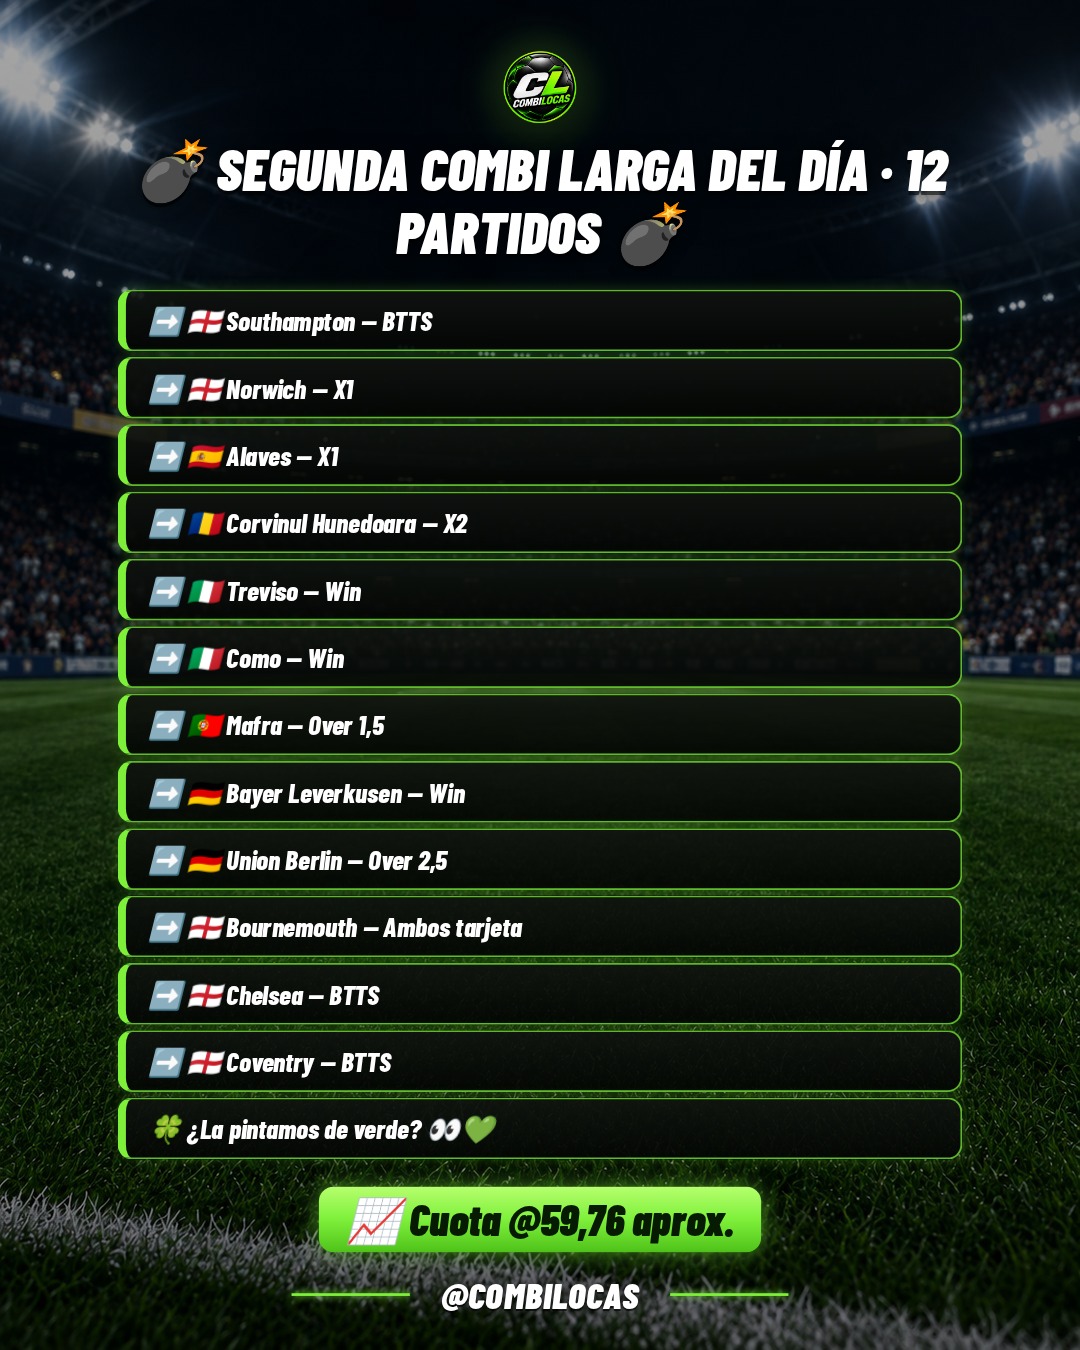 CL
COMBILOCAS
💣 SEGUNDA COMBI LARGA DEL DÍA · 12
PARTIDOS 💣
➡️🏴󠁧󠁢󠁥󠁮󠁧󠁿Southampton – BTTS
➡️🏴󠁧󠁢󠁥󠁮󠁧󠁿Norwich – X1
➡️🇪🇸Alaves – X1
➡️🇷🇴Corvinul Hunedoara – X2
➡️🇮🇹Treviso – Win
➡️🇮🇹Como – Win
➡️🇵🇹Mafra – Over 1,5
➡️🇩🇪Bayer Leverkusen – Win
➡️🇩🇪Union Berlin – Over 2,5
➡️🏴󠁧󠁢󠁥󠁮󠁧󠁿Bournemouth – Ambos tarjeta
➡️🏴󠁧󠁢󠁥󠁮󠁧󠁿Chelsea – BTTS
➡️🏴󠁧󠁢󠁥󠁮󠁧󠁿Coventry – BTTS
🍀 ¿La pintamos de verde? 👀💚
📈 Cuota @59,76 aprox.
@COMBILOCAS